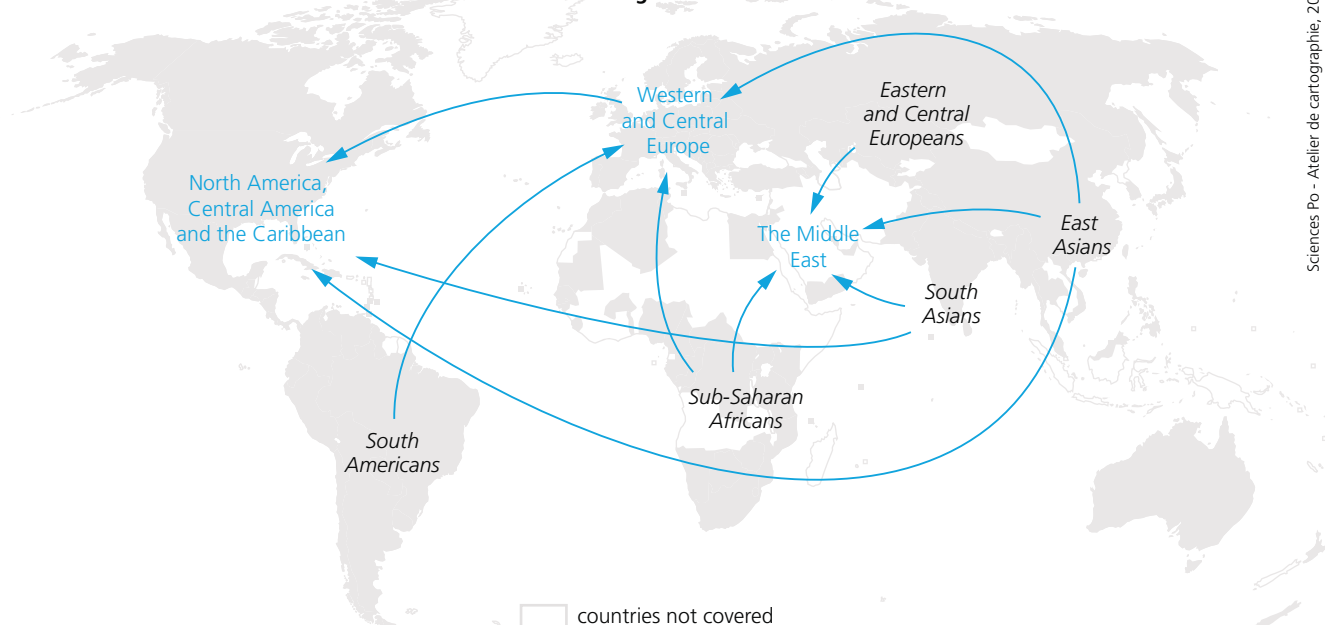 Western
and Central
Europe
Eastern
and Central
Europeans
North America,
Central America
and the Caribbean
The Middle
East
East
Asians
South
Asians
Sub-Saharan
Africans
South
Americans
countries not covered
Sciences Po - Atelier de cartographie,